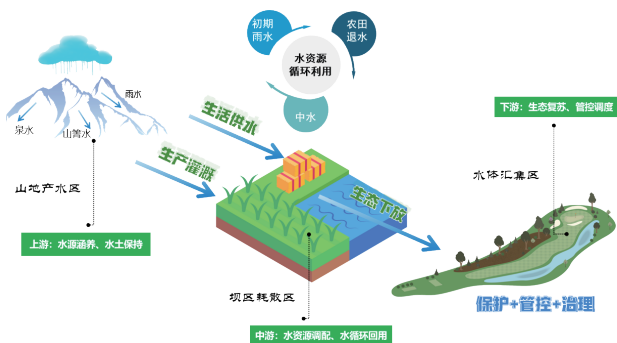 初期
雨水
农田
退水
水资源
循环利用
中水
雨水
泉水
山箐水
生活供水
生产灌溉
山地产水区
上游：水源涵养、水土保持
生态下放
坝区耗散区
中游：水资源调配、水循环回用
下游：生态复苏、管控调度
水体汇集区
保护+管控+治理